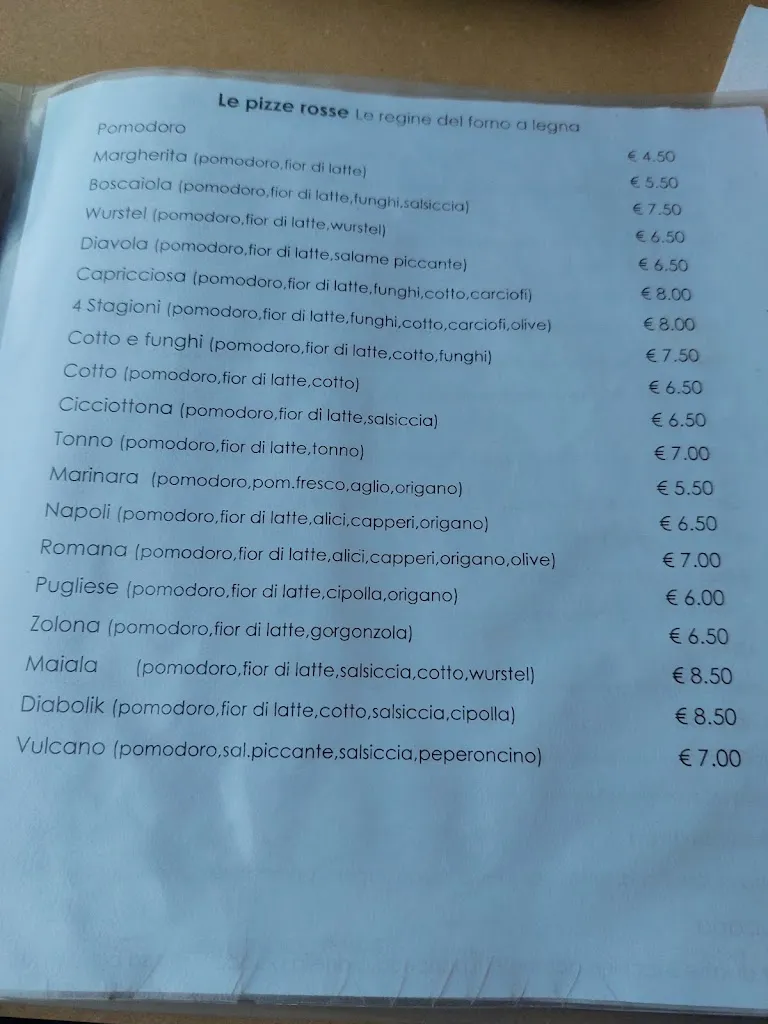 Le pizze rosse Le regine del forno a legna
Pomodoro € 4.50
Margherita (pomodoro,fior di latte) € 5.50
Boscaiola (pomodoro,fior di latte,funghi,salsiccia) € 7.50
Wurstel (pomodoro,fior di latte,wurstel) € 6.50
Diavola (pomodoro,fior di latte,salame piccante) € 6.50
Capricciosa (pomodoro,fior di latte,funghi,cotto,carciofi) € 8.00
4 Stagioni (pomodoro,fior di latte,funghi,cotto,carciofi,olive) € 8.00
Cotto e funghi (pomodoro,fior di latte,cotto,funghi) € 7.50
Cotto (pomodoro,fior di latte,cotto) € 6.50
Cicciottona (pomodoro,fior di latte,salsiccia) € 6.50
Tonno (pomodoro,fior di latte,tonno) € 7.00
Marinara (pomodoro,pom.fresco,aglio,origano) € 5.50
Napoli (pomodoro,fior di latte,alici,capperi,origano) € 6.50
Romana (pomodoro,fior di latte,alici,capperi,origano,olive) € 7.00
Pugliese (pomodoro,fior di latte,cipolla,origano) € 6.00
Zolona (pomodoro,fior di latte,gorgonzola) € 6.50
Maiala (pomodoro,fior di latte,salsiccia,cotto,wurstel) € 8.50
Diabolik (pomodoro,fior di latte,cotto,salsiccia,cipolla) € 8.50
Vulcano (pomodoro,sal.piccante,salsiccia,peperoncino) € 7.00